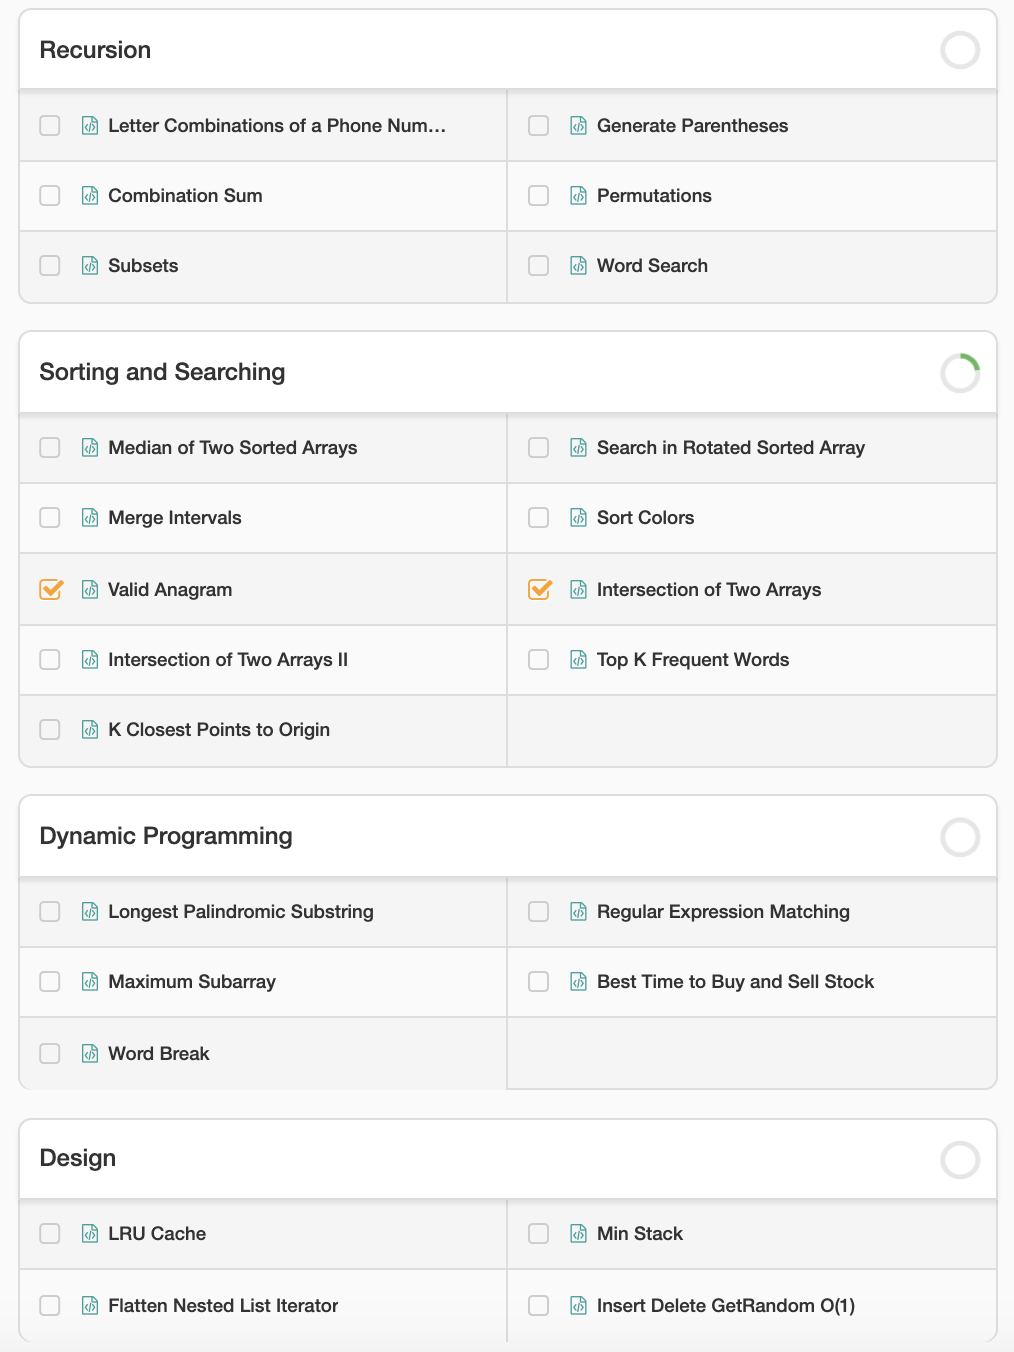 Recursion
Letter Combinations of a Phone Num...
Generate Parentheses
Combination Sum
Permutations
Subsets
Word Search
Sorting and Searching
Median of Two Sorted Arrays
Search in Rotated Sorted Array
Merge Intervals
Sort Colors
Valid Anagram
Intersection of Two Arrays
Intersection of Two Arrays II
Top K Frequent Words
K Closest Points to Origin
Dynamic Programming
Longest Palindromic Substring
Regular Expression Matching
Maximum Subarray
Best Time to Buy and Sell Stock
Word Break
Design
LRU Cache
Min Stack
Flatten Nested List Iterator
Insert Delete GetRandom O(1)